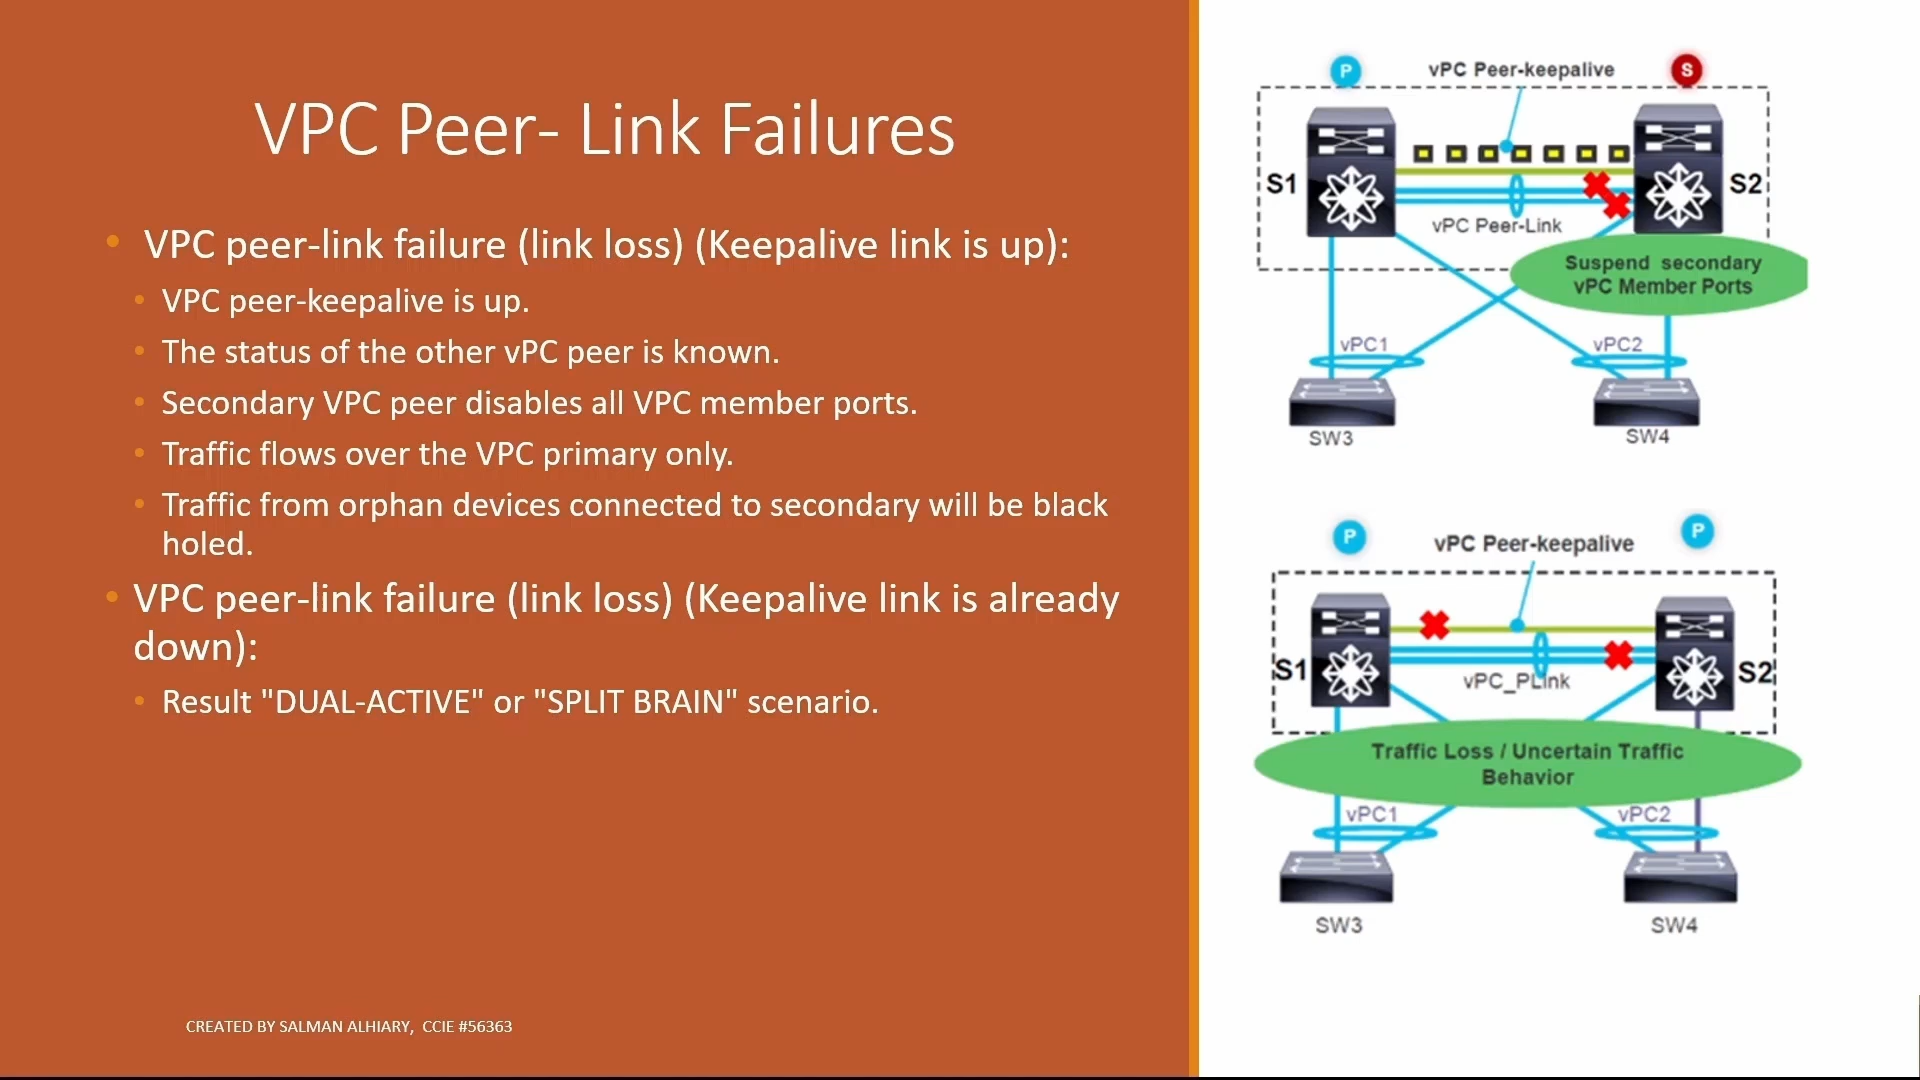 VPC Peer- Link Failures
VPC peer-link failure (link loss) (Keepalive link is up):
VPC peer-keepalive is up.
The status of the other vPC peer is known.
Secondary VPC peer disables all VPC member ports.
Traffic flows over the VPC primary only.
Traffic from orphan devices connected to secondary will be black
holed.
VPC peer-link failure (link loss) (Keepalive link is already
down):
Result "DUAL-ACTIVE" or "SPLIT BRAIN" scenario.
CREATED BY SALMAN ALHIARY, CCIE #56363
P
vPC Peer-keepalive
S
S1
S2
vPC Peer-Link
Suspend secondary
vPC Member Ports
vPC1
vPC2
SW3
SW4
P
vPC Peer-keepalive
P
S1
S2
vPC_PLink
Traffic Loss / Uncertain Traffic
Behavior
vPC1
vPC2
SW3
SW4